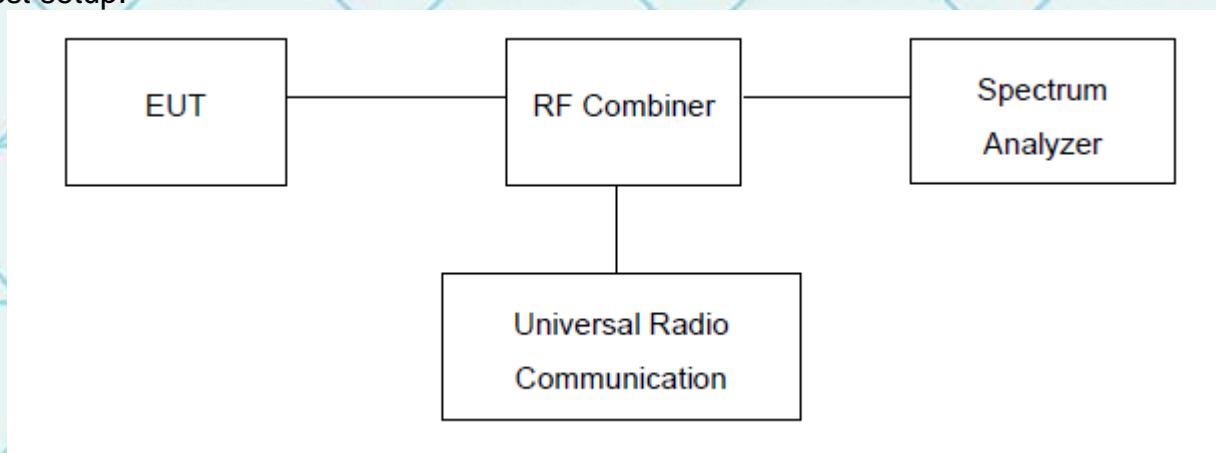 EUT
RF Combiner
Spectrum
Analyzer
Universal Radio
Communication